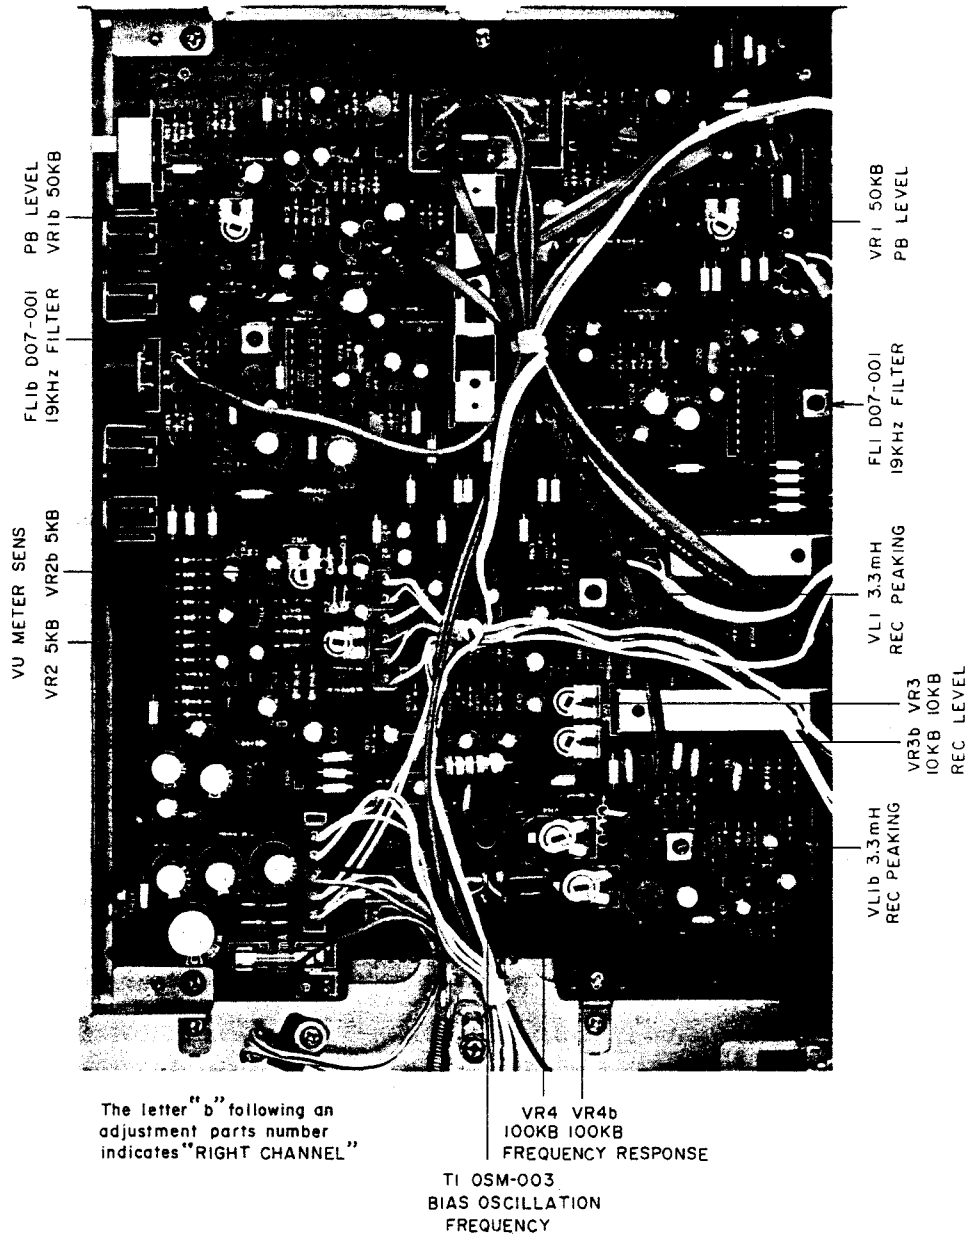 PB LEVEL
VR1b 50KB
FL1b D07-001
19KHz FILTER
VU METER SENS
VR2b 5KB
VR2 5KB
VR1 50KB
PB LEVEL
FL1 D07-001
19KHz FILTER
VL1 3.3mH
REC PEAKING
VR3b VR3
10KB 10KB
REC LEVEL
VL1b 3.3mH
REC PEAKING
The letter "b" following an
adjustment parts number
indicates "RIGHT CHANNEL"
VR4 VR4b
100KB 100KB
FREQUENCY RESPONSE
T1 OSM-003
BIAS OSCILLATION
FREQUENCY